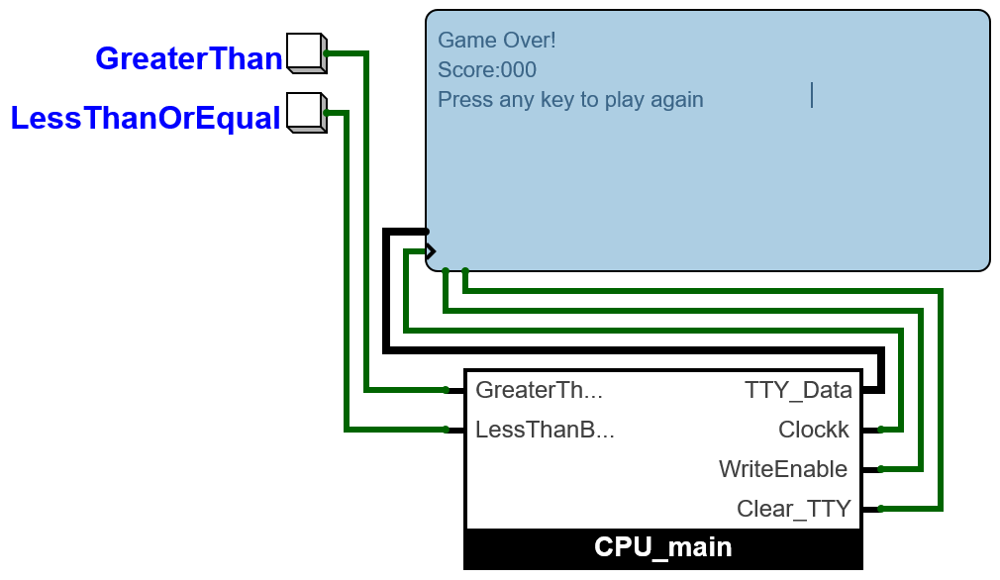 GreaterThan
LessThanOrEqual
Game Over!
Score:000
Press any key to play again
GreaterTh...
LessThanB...
TTY_Data
Clockk
WriteEnable
Clear_TTY
CPU_main